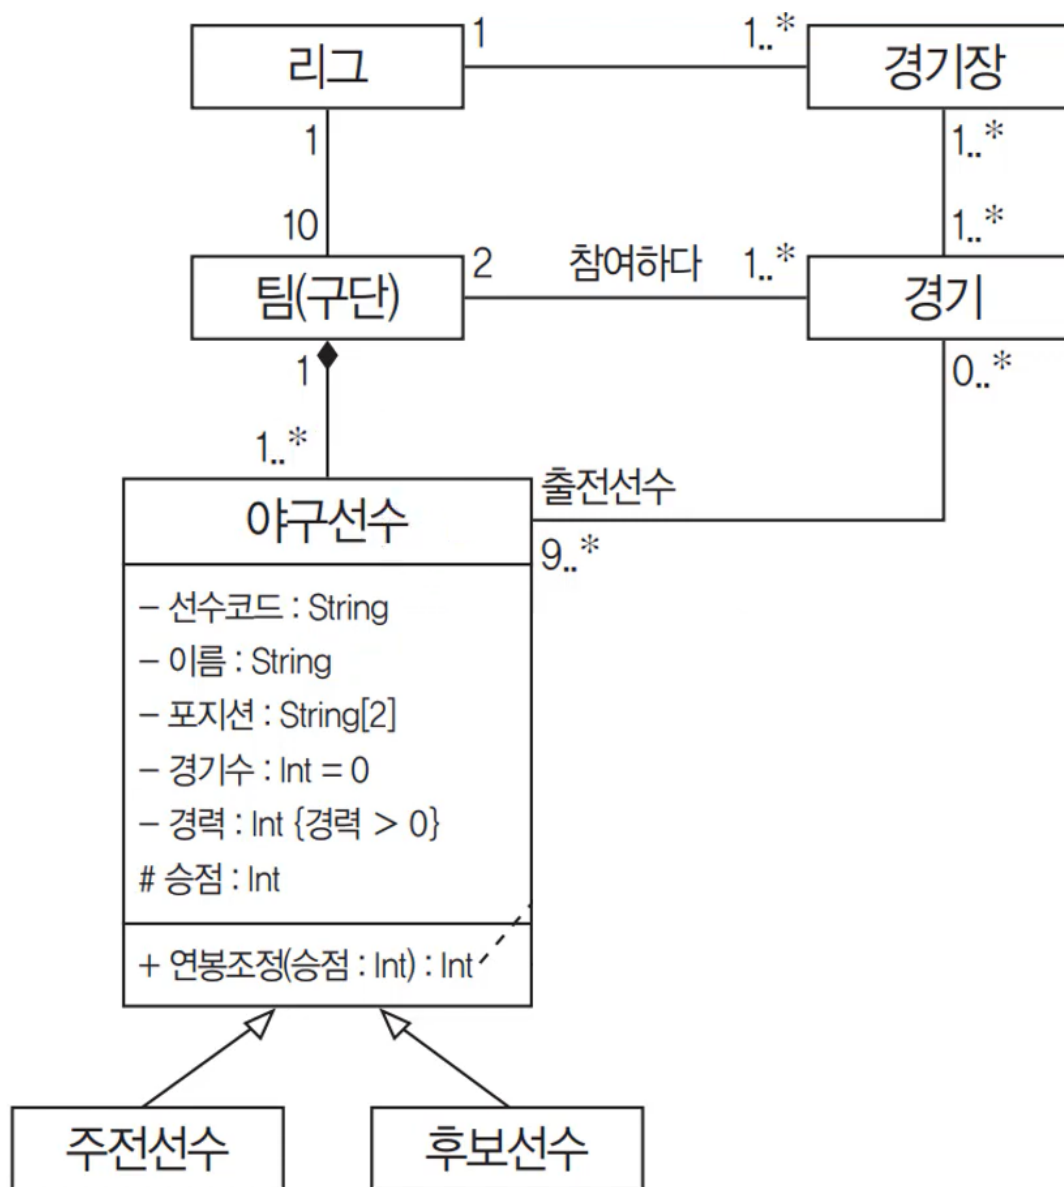 리그
1
1..*
경기장
1
1..*
10
1..*
팀(구단)
2
참여하다
1..*
경기
1
0..*
1..*
야구선수
출전선수
9..*
– 선수코드 : String
– 이름 : String
– 포지션 : String[2]
– 경기수 : Int = 0
– 경력 : Int {경력 > 0}
# 승점 : Int
+ 연봉조정(승점 : Int) : Int
주전선수
후보선수